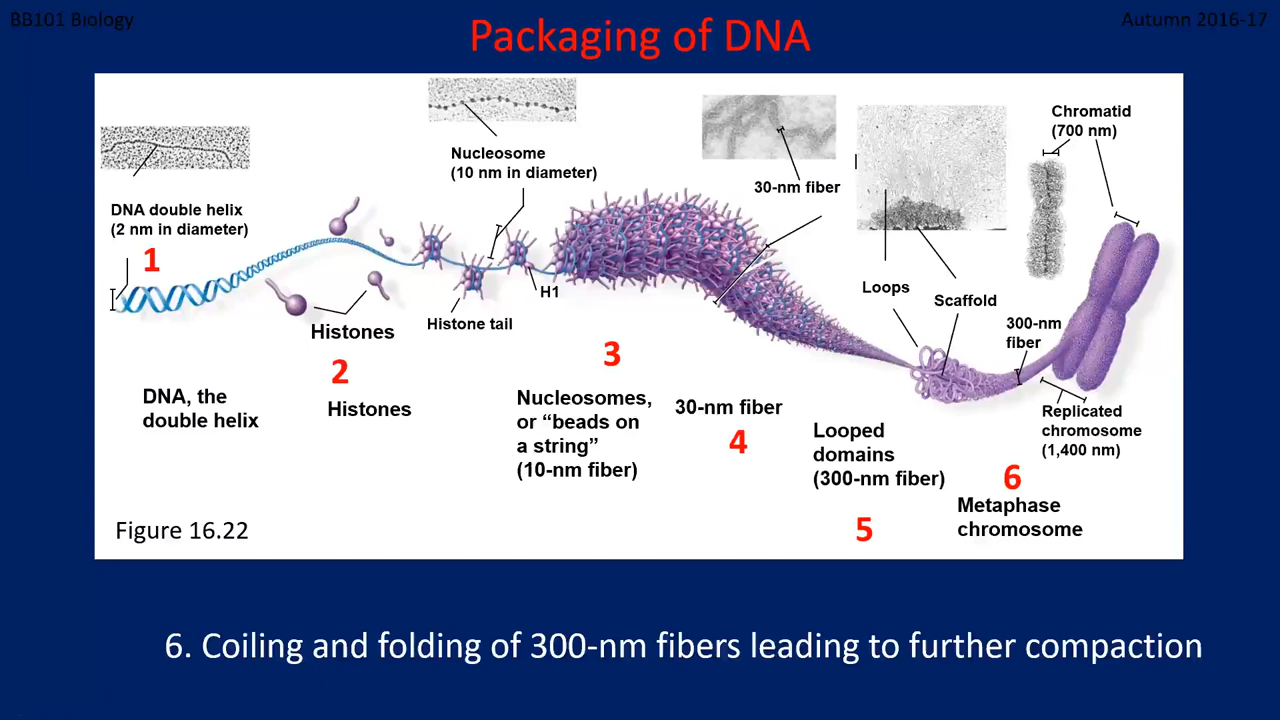 BB101 Biology
Autumn 2016-17
Packaging of DNA
Nucleosome
(10 nm in diameter)
Chromatid
(700 nm)
30-nm fiber
DNA double helix
(2 nm in diameter)
1
H1
Loops
Scaffold
Histones
Histone tail
300-nm
fiber
2
3
DNA, the
double helix
Histones
Nucleosomes,
or “beads on
a string”
(10-nm fiber)
30-nm fiber
4
Looped
domains
(300-nm fiber)
5
Replicated
chromosome
(1,400 nm)
6
Metaphase
chromosome
Figure 16.22
6. Coiling and folding of 300-nm fibers leading to further compaction